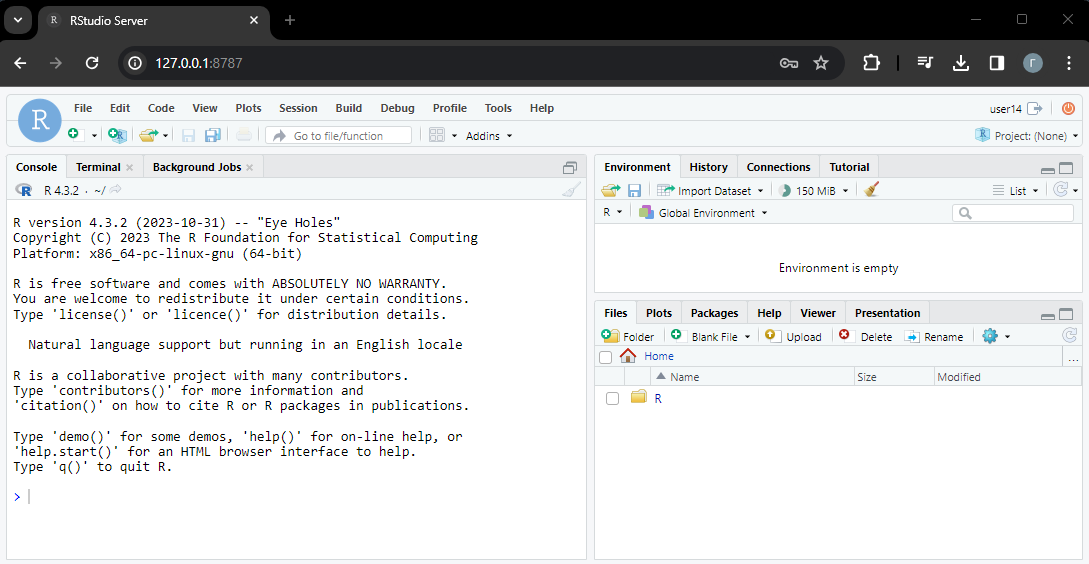 R RStudio Server
127.0.0.1:8787
Г
R
File Edit Code View Plots Session Build Debug Profile Tools Help
user14
Go to file/function
Addins
Project: (None)
Console Terminal Background Jobs
R R 4.3.2 · ~/
R version 4.3.2 (2023-10-31) -- "Eye Holes"
Copyright (C) 2023 The R Foundation for Statistical Computing
Platform: x86_64-pc-linux-gnu (64-bit)
R is free software and comes with ABSOLUTELY NO WARRANTY.
You are welcome to redistribute it under certain conditions.
Type 'license()' or 'licence()' for distribution details.
Natural language support but running in an English locale
R is a collaborative project with many contributors.
Type 'contributors()' for more information and
'citation()' on how to cite R or R packages in publications.
Type 'demo()' for some demos, 'help()' for on-line help, or
'help.start()' for an HTML browser interface to help.
Type 'q()' to quit R.
>
Environment History Connections Tutorial
Import Dataset 150 MiB List
R Global Environment
Environment is empty
Files Plots Packages Help Viewer Presentation
Folder Blank File Upload Delete Rename
Home ...
Name Size Modified
R